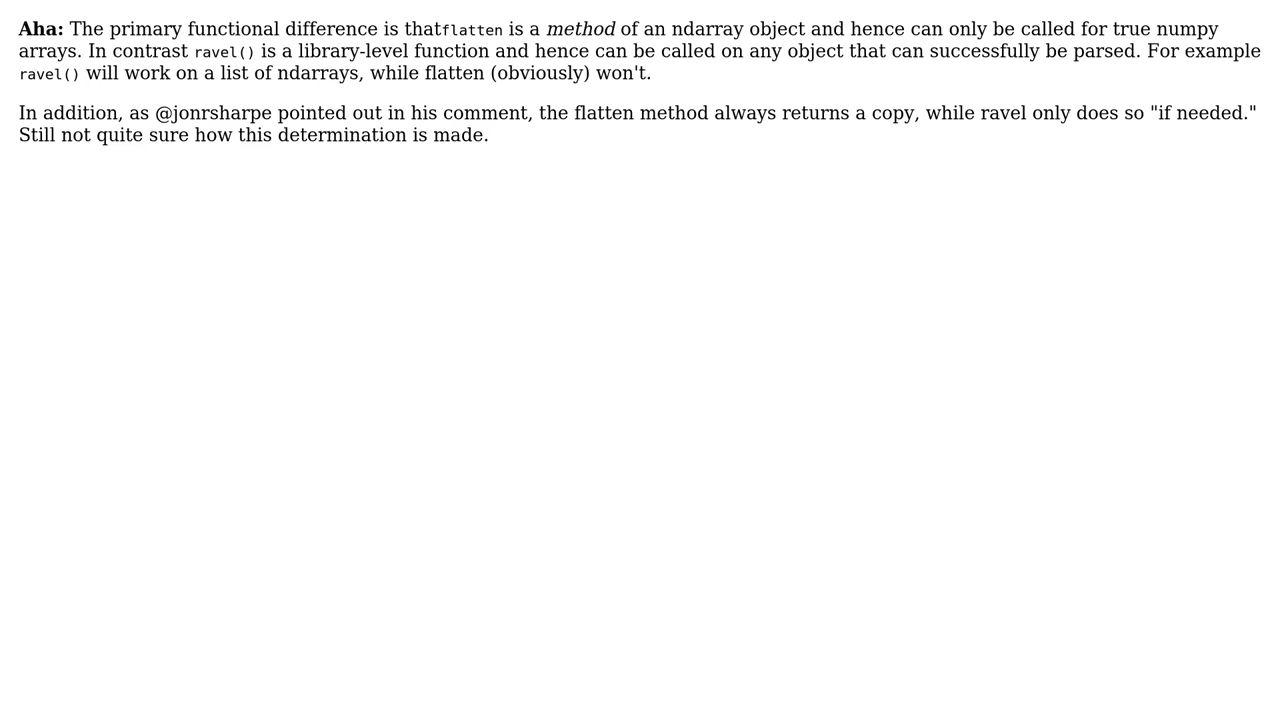 Aha: The primary functional difference is thatflatten is a method of an ndarray object and hence can only be called for true numpy
arrays. In contrast ravel() is a library-level function and hence can be called on any object that can successfully be parsed. For example
ravel() will work on a list of ndarrays, while flatten (obviously) won't.
In addition, as @jonrsharpe pointed out in his comment, the flatten method always returns a copy, while ravel only does so "if needed."
Still not quite sure how this determination is made.